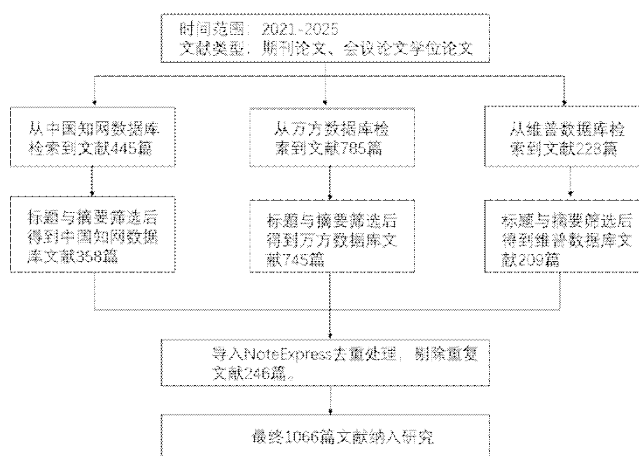 时间范围：2021-2025
文献类型：期刊论文、会议论文学位论文
从中国知网数据库
检索到文献445篇
从万方数据库检
索到文献785篇
从维普数据库检
索到文献228篇
标题与摘要筛选后
得到中国知网数据
库文献358篇
标题与摘要筛选后
得到万方数据库文
献745篇
标题与摘要筛选后
得到维普数据库文
献209篇
导入NoteExpress去重处理，剔除重复
文献246篇。
最终1066篇文献纳入研究